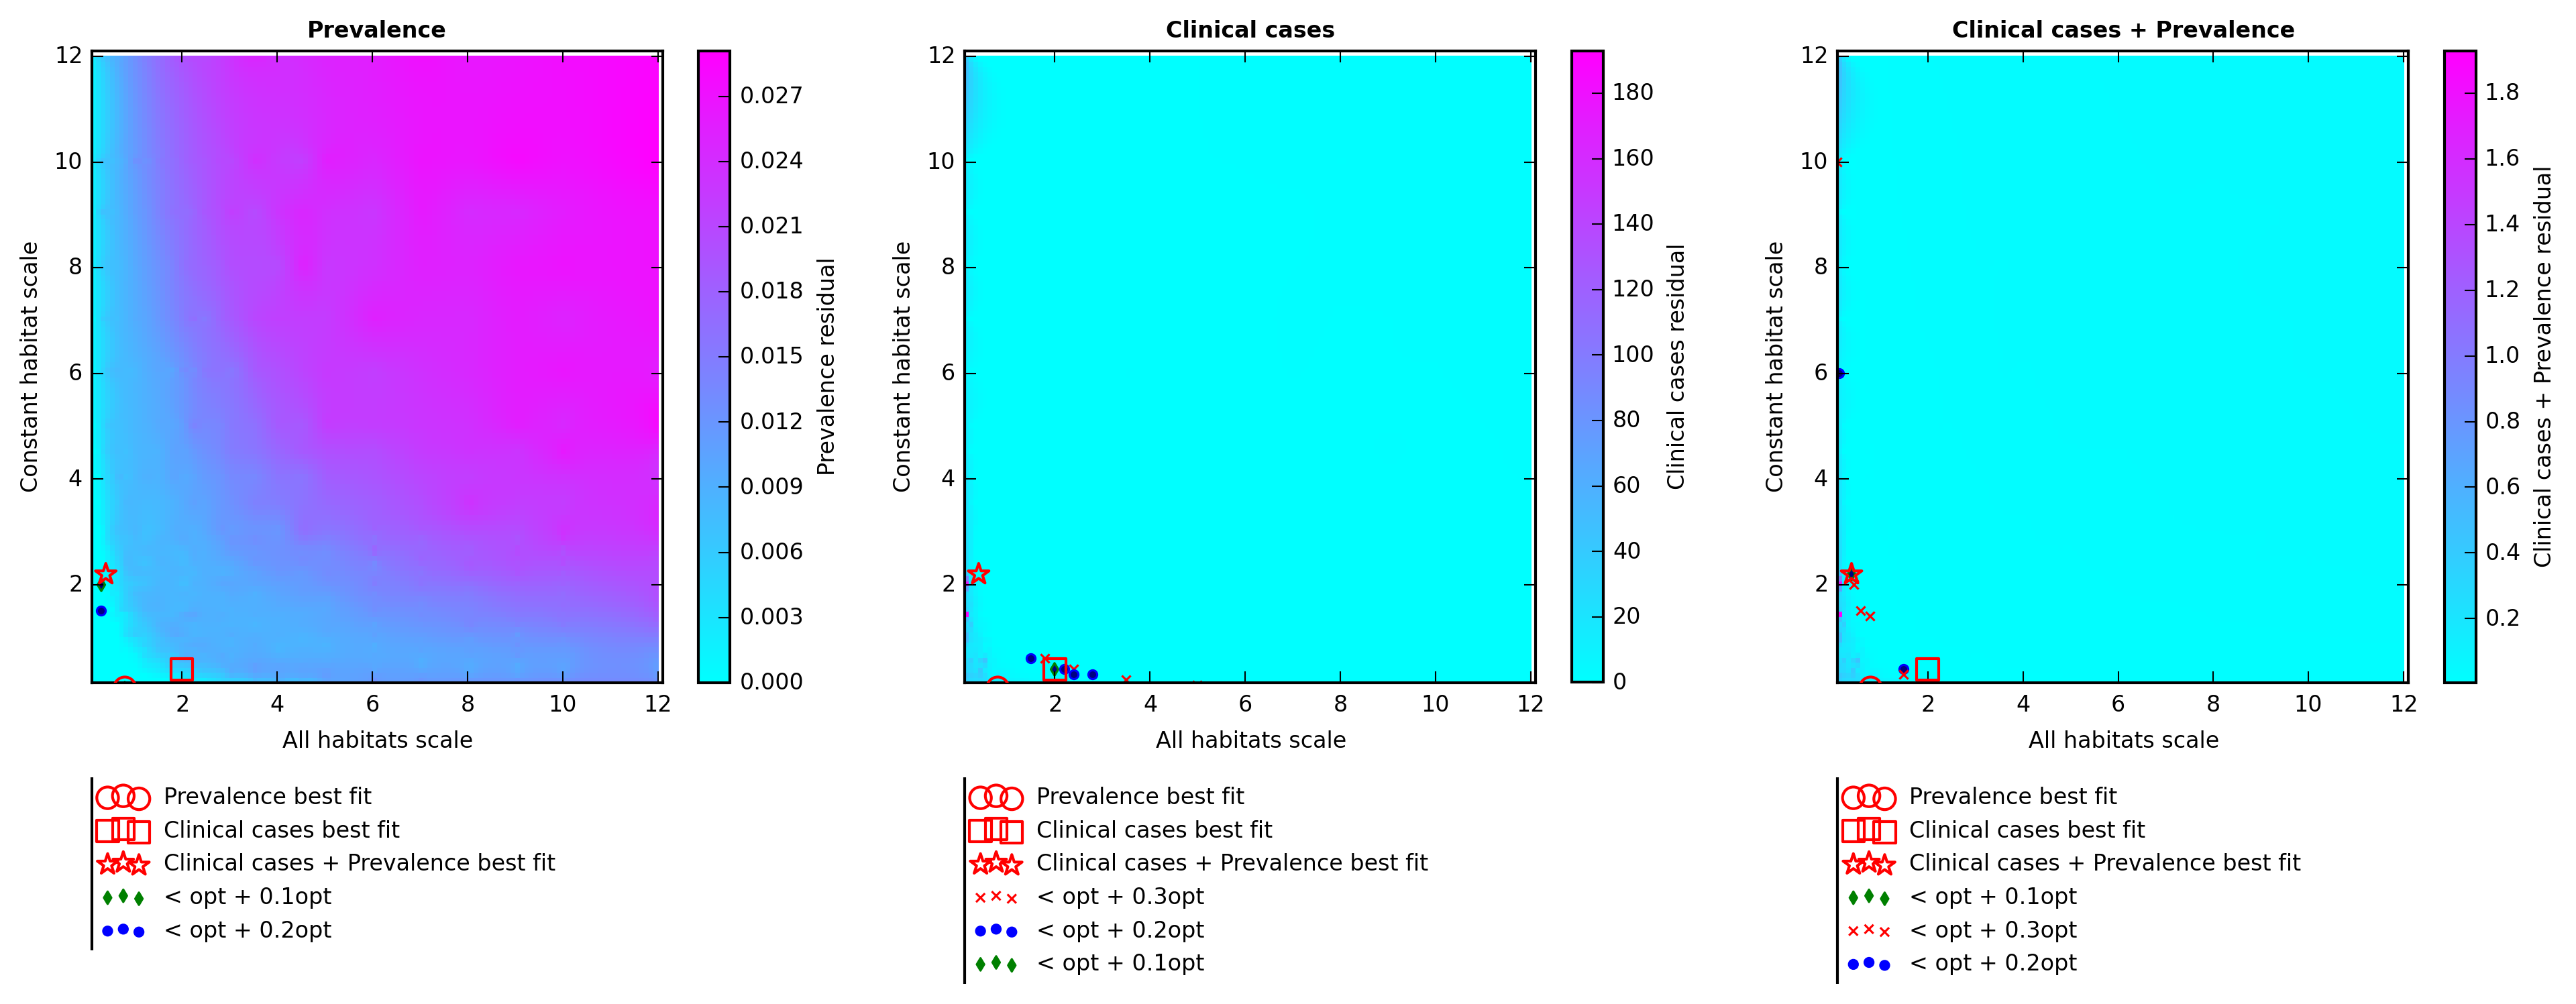 Prevalence
12
10
8
6
4
2
2 4 6 8 10 12
Constant habitat scale
All habitats scale
0.027
0.024
0.021
0.018
0.015
0.012
0.009
0.006
0.003
0.000
Prevalence residual
Prevalence best fit
Clinical cases best fit
Clinical cases + Prevalence best fit
< opt + 0.1opt
< opt + 0.2opt
Clinical cases
12
10
8
6
4
2
2 4 6 8 10 12
Constant habitat scale
All habitats scale
180
160
140
120
100
80
60
40
20
0
Clinical cases residual
Prevalence best fit
Clinical cases best fit
Clinical cases + Prevalence best fit
< opt + 0.3opt
< opt + 0.2opt
< opt + 0.1opt
Clinical cases + Prevalence
12
10
8
6
4
2
2 4 6 8 10 12
Constant habitat scale
All habitats scale
1.8
1.6
1.4
1.2
1.0
0.8
0.6
0.4
0.2
Clinical cases + Prevalence residual
Prevalence best fit
Clinical cases best fit
Clinical cases + Prevalence best fit
< opt + 0.1opt
< opt + 0.3opt
< opt + 0.2opt